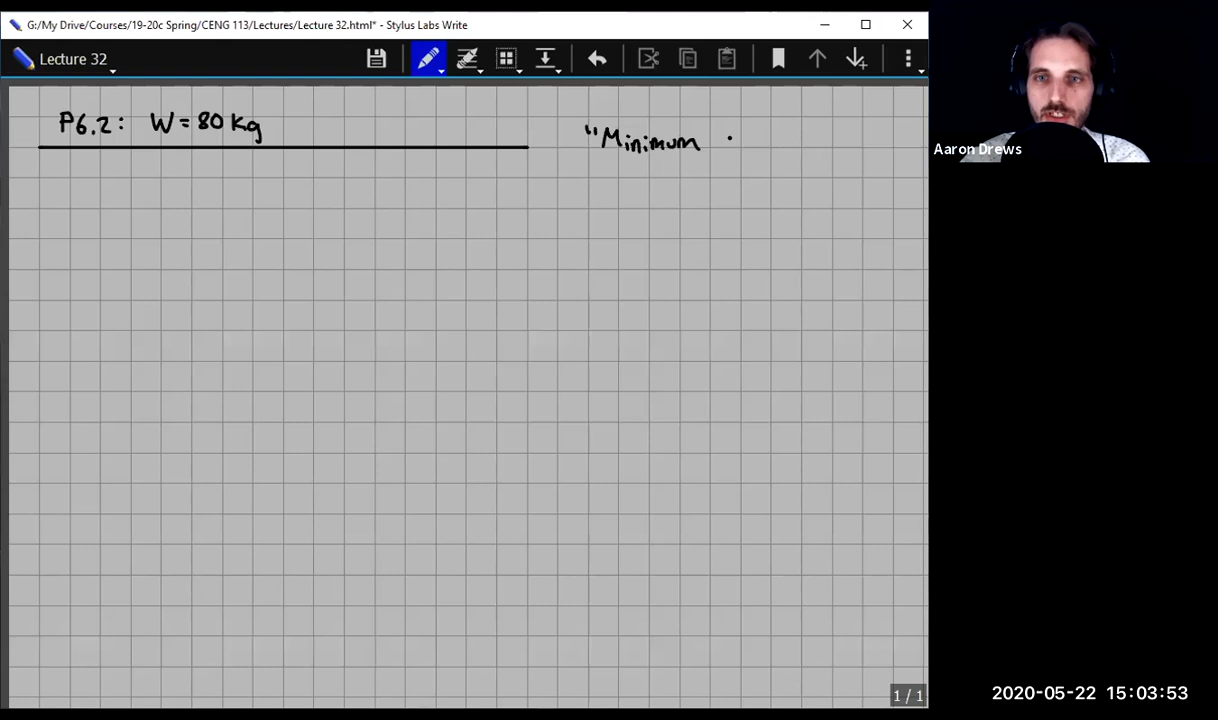 G:/My Drive/Courses/19-20c Spring/CENG 113/Lectures/Lecture 32.html* - Stylus Labs Write
Lecture 32
P6.2: W = 80 kg
"Minimum
Aaron Drews
1 / 1
2020-05-22 15:03:53